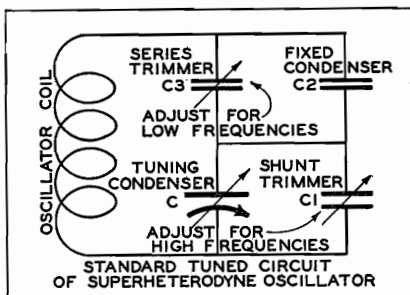 SERIES
TRIMMER
C3
FIXED
CONDENSER
C2
ADJUST FOR
LOW FREQUENCIES
OSCILLATOR COIL
TUNING
CONDENSER
C
SHUNT
TRIMMER
C1
ADJUST FOR
HIGH FREQUENCIES
STANDARD TUNED CIRCUIT
OF SUPERHETERODYNE OSCILLATOR